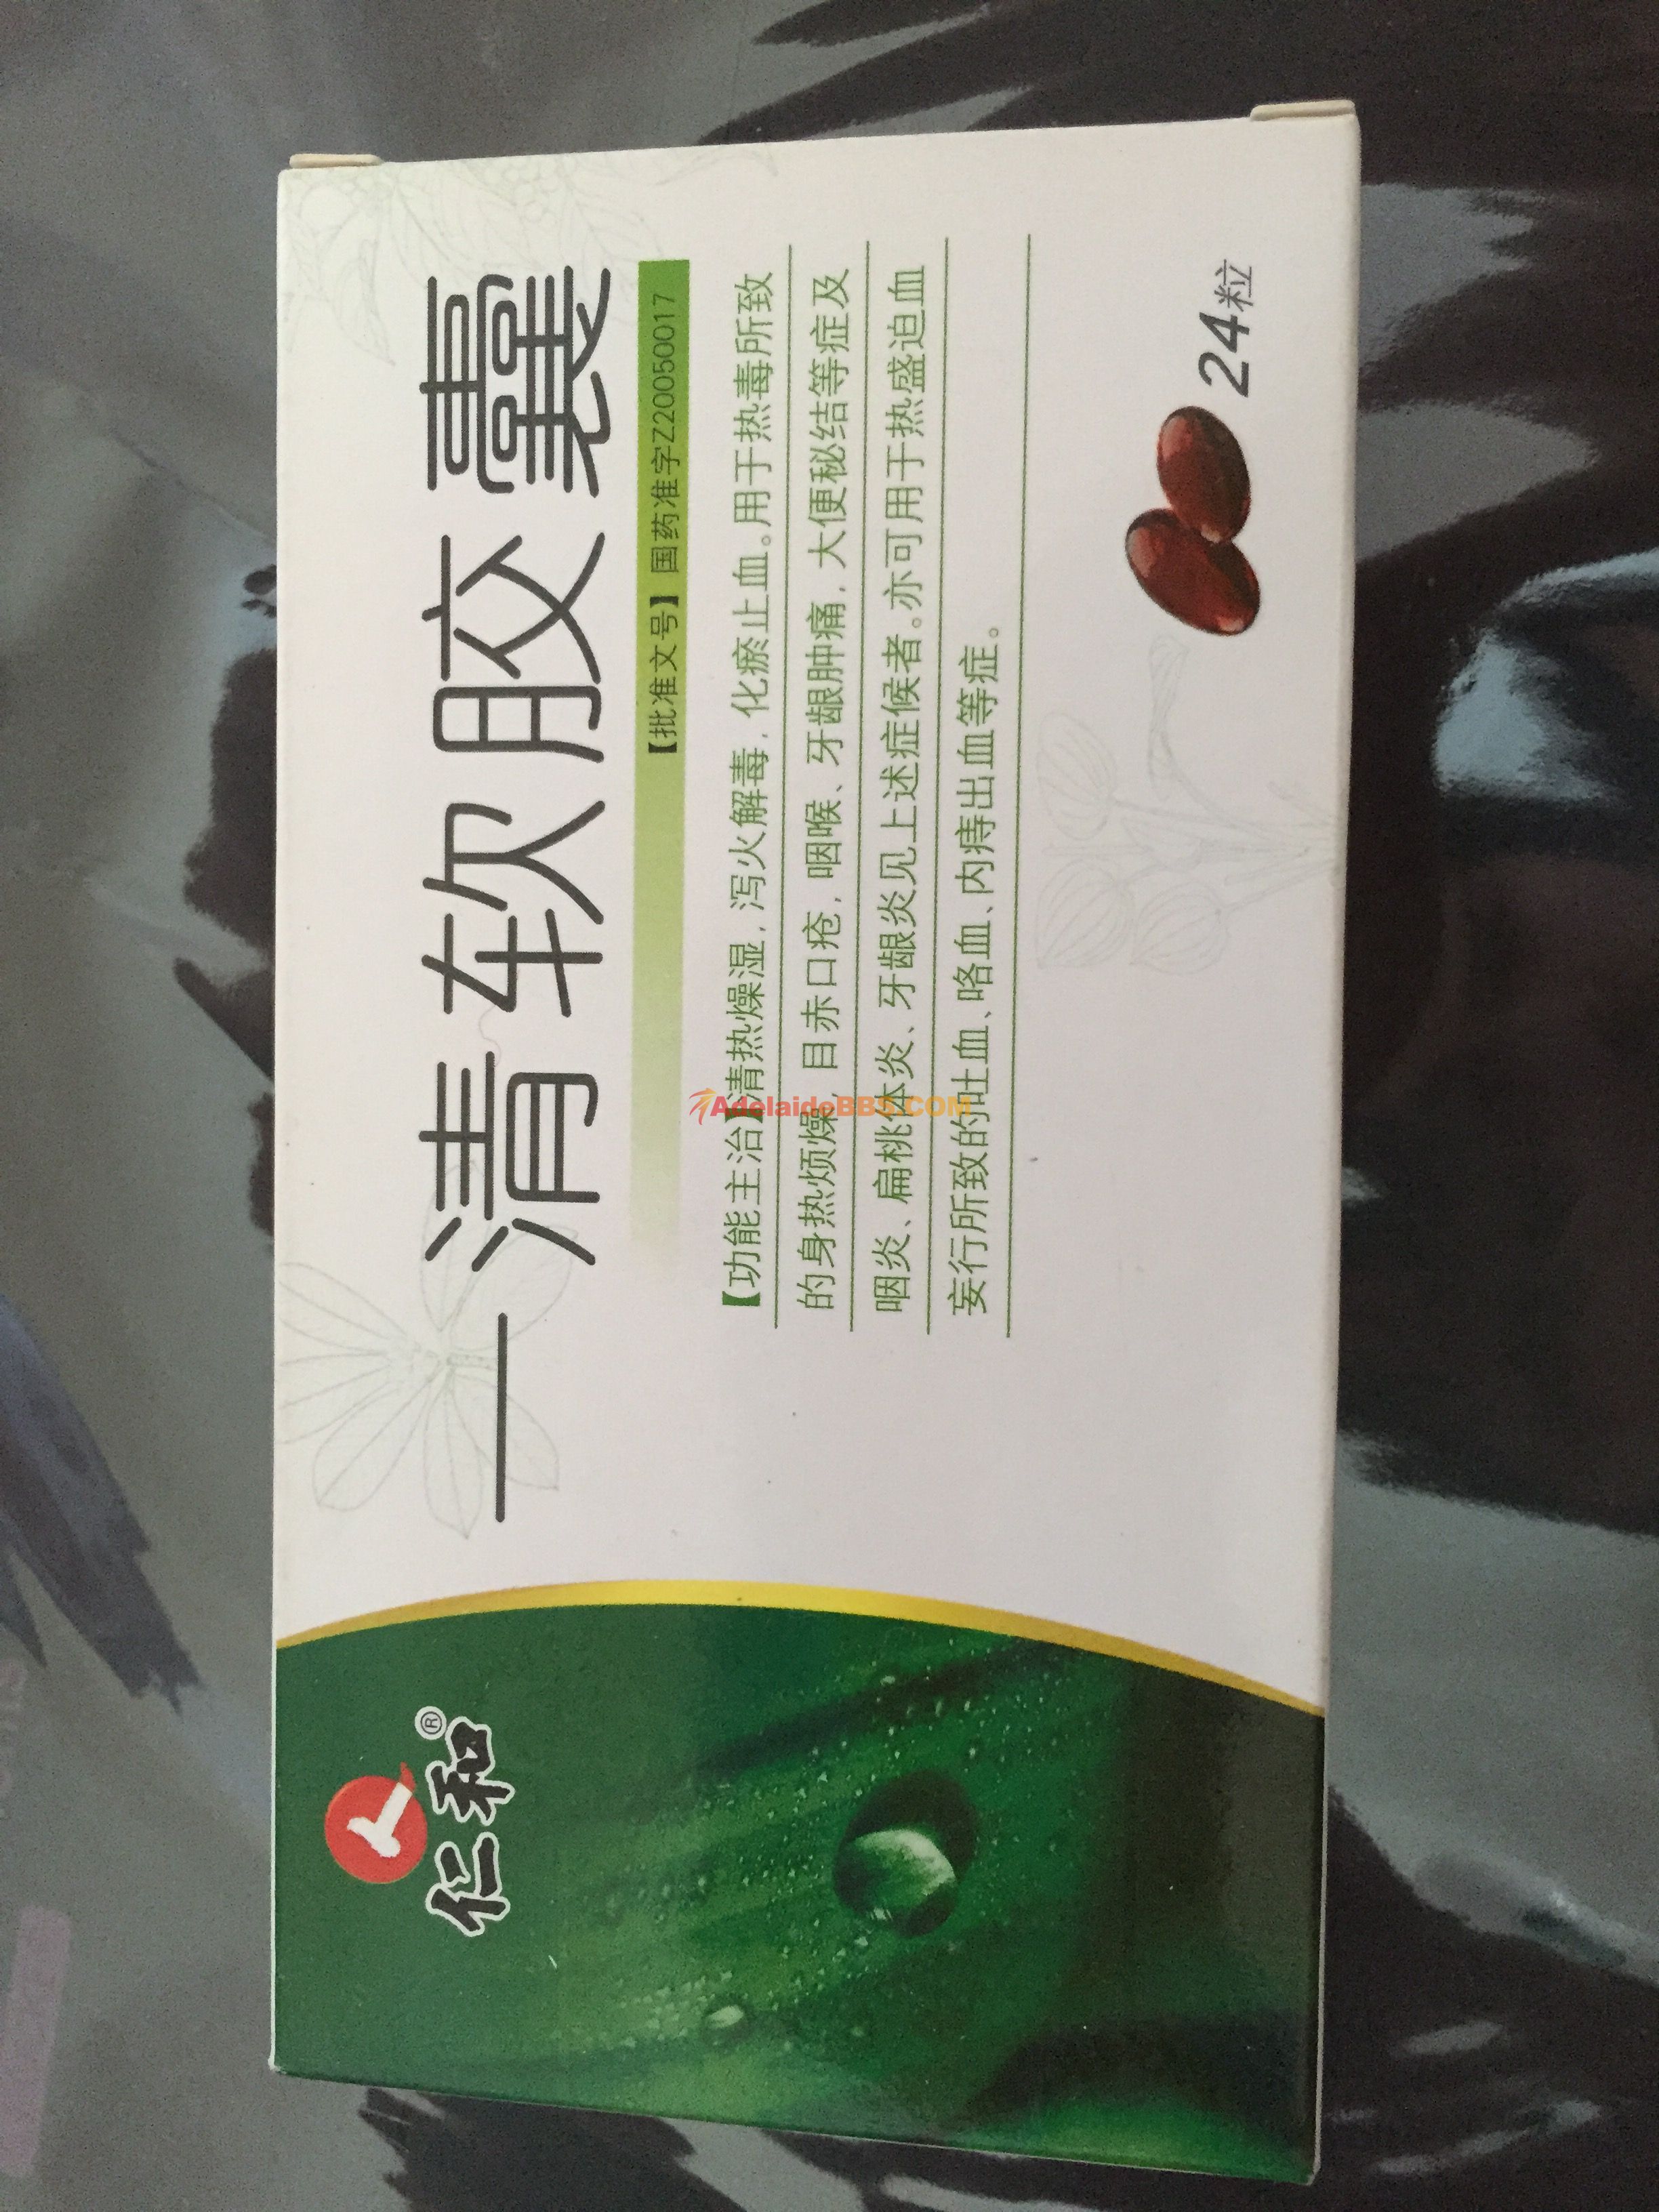 仁和®
一清软胶囊
【批准文号】国药准字Z20050017
【功能主治】清热燥湿，泻火解毒，化瘀止血。用于热毒所致
的身热烦燥，目赤口疮，咽喉、牙龈肿痛，大便秘结等症及
咽炎、扁桃体炎、牙龈炎见上述症候者。亦可用于热盛迫血
妄行所致的吐血、咯血、内痔出血等症。
24粒
AdelaideBBS.COM